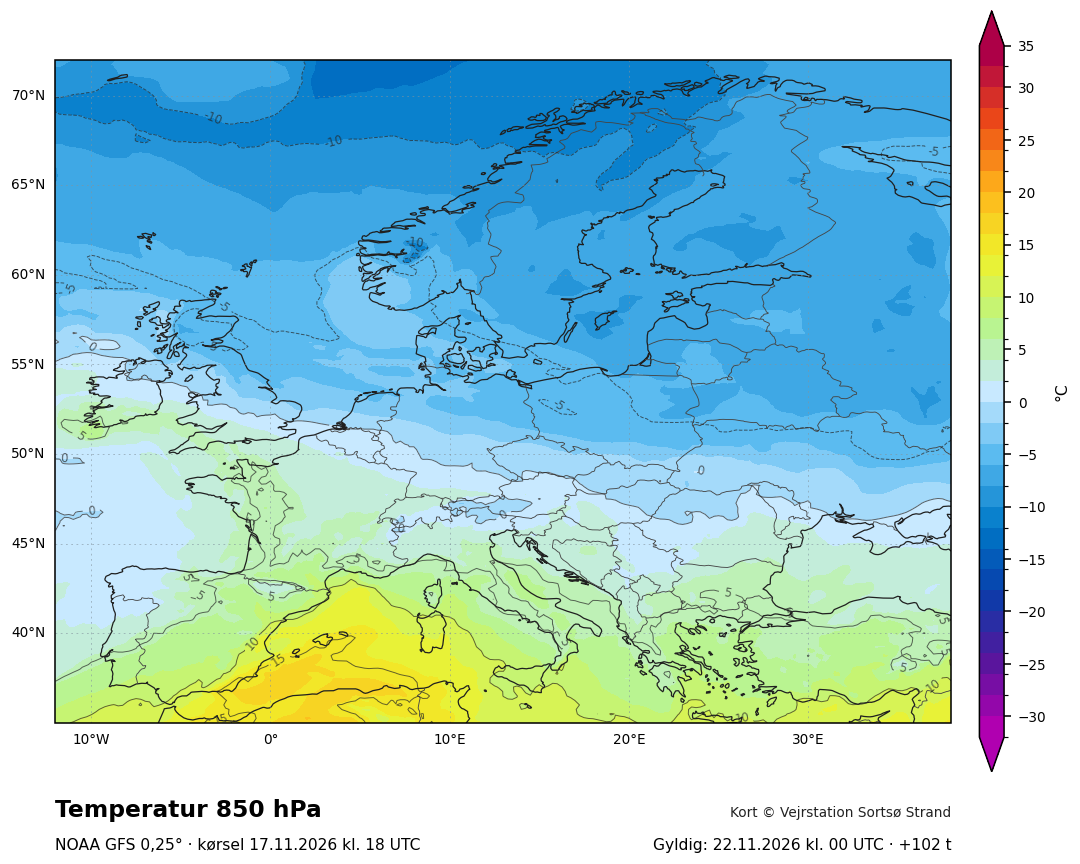 70°N
65°N
60°N
55°N
50°N
45°N
40°N
10°W
0°
10°E
20°E
30°E
35
30
25
20
15
10
5
0
−5
−10
−15
−20
−25
−30
°C
Temperatur 850 hPa
Kort © Vejrstation Sortsø Strand
NOAA GFS 0,25° · kørsel 17.11.2026 kl. 18 UTC
Gyldig: 22.11.2026 kl. 00 UTC · +102 t